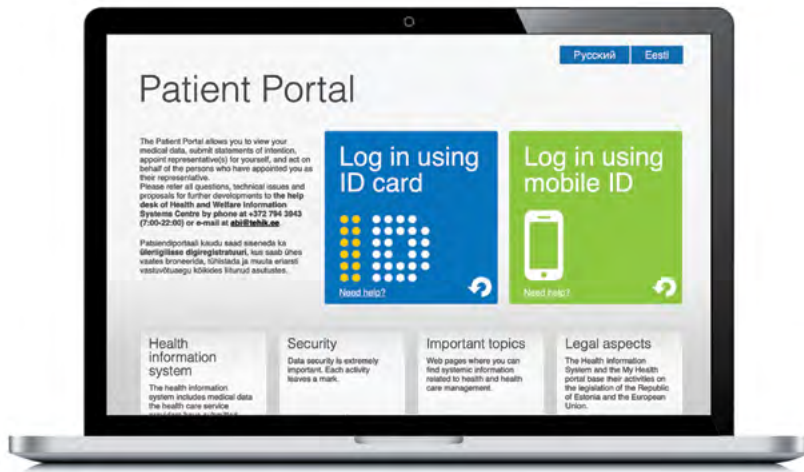 Русский Eesti
Patient Portal
The Patient Portal allows you to view your
medical data, submit statements of intention,
appoint representative(s) for yourself, and act on
behalf of the persons who have appointed you as
their representative.
Please refer all questions, technical issues and
proposals for further developments to the help
desk of Health and Welfare Information
Systems Centre by phone at +372 794 3943
(7:00-22:00) or e-mail at abi@tehik.ee.
Patsiendiportaali kaudu saad siseneda ka
üleriigilisse digiregistratuuri, kus saab ühes
vaates broneerida, tühistada ja muuta eriarsti
vastuvõtuaegu kõikides liitunud asutustes.
Log in using
ID card
Need help?
Log in using
mobile ID
Need help?
Health
information
system
The health information
system includes medical data
the health care service
Security
Data security is extremely
important. Each activity
leaves a mark.
Important topics
Web pages where you can
find systemic information
related to health and health
care management.
Legal aspects
The Health Information
System and the My Health
portal base their activities on
the legislation of the Republic
of Estonia and the European
Union.